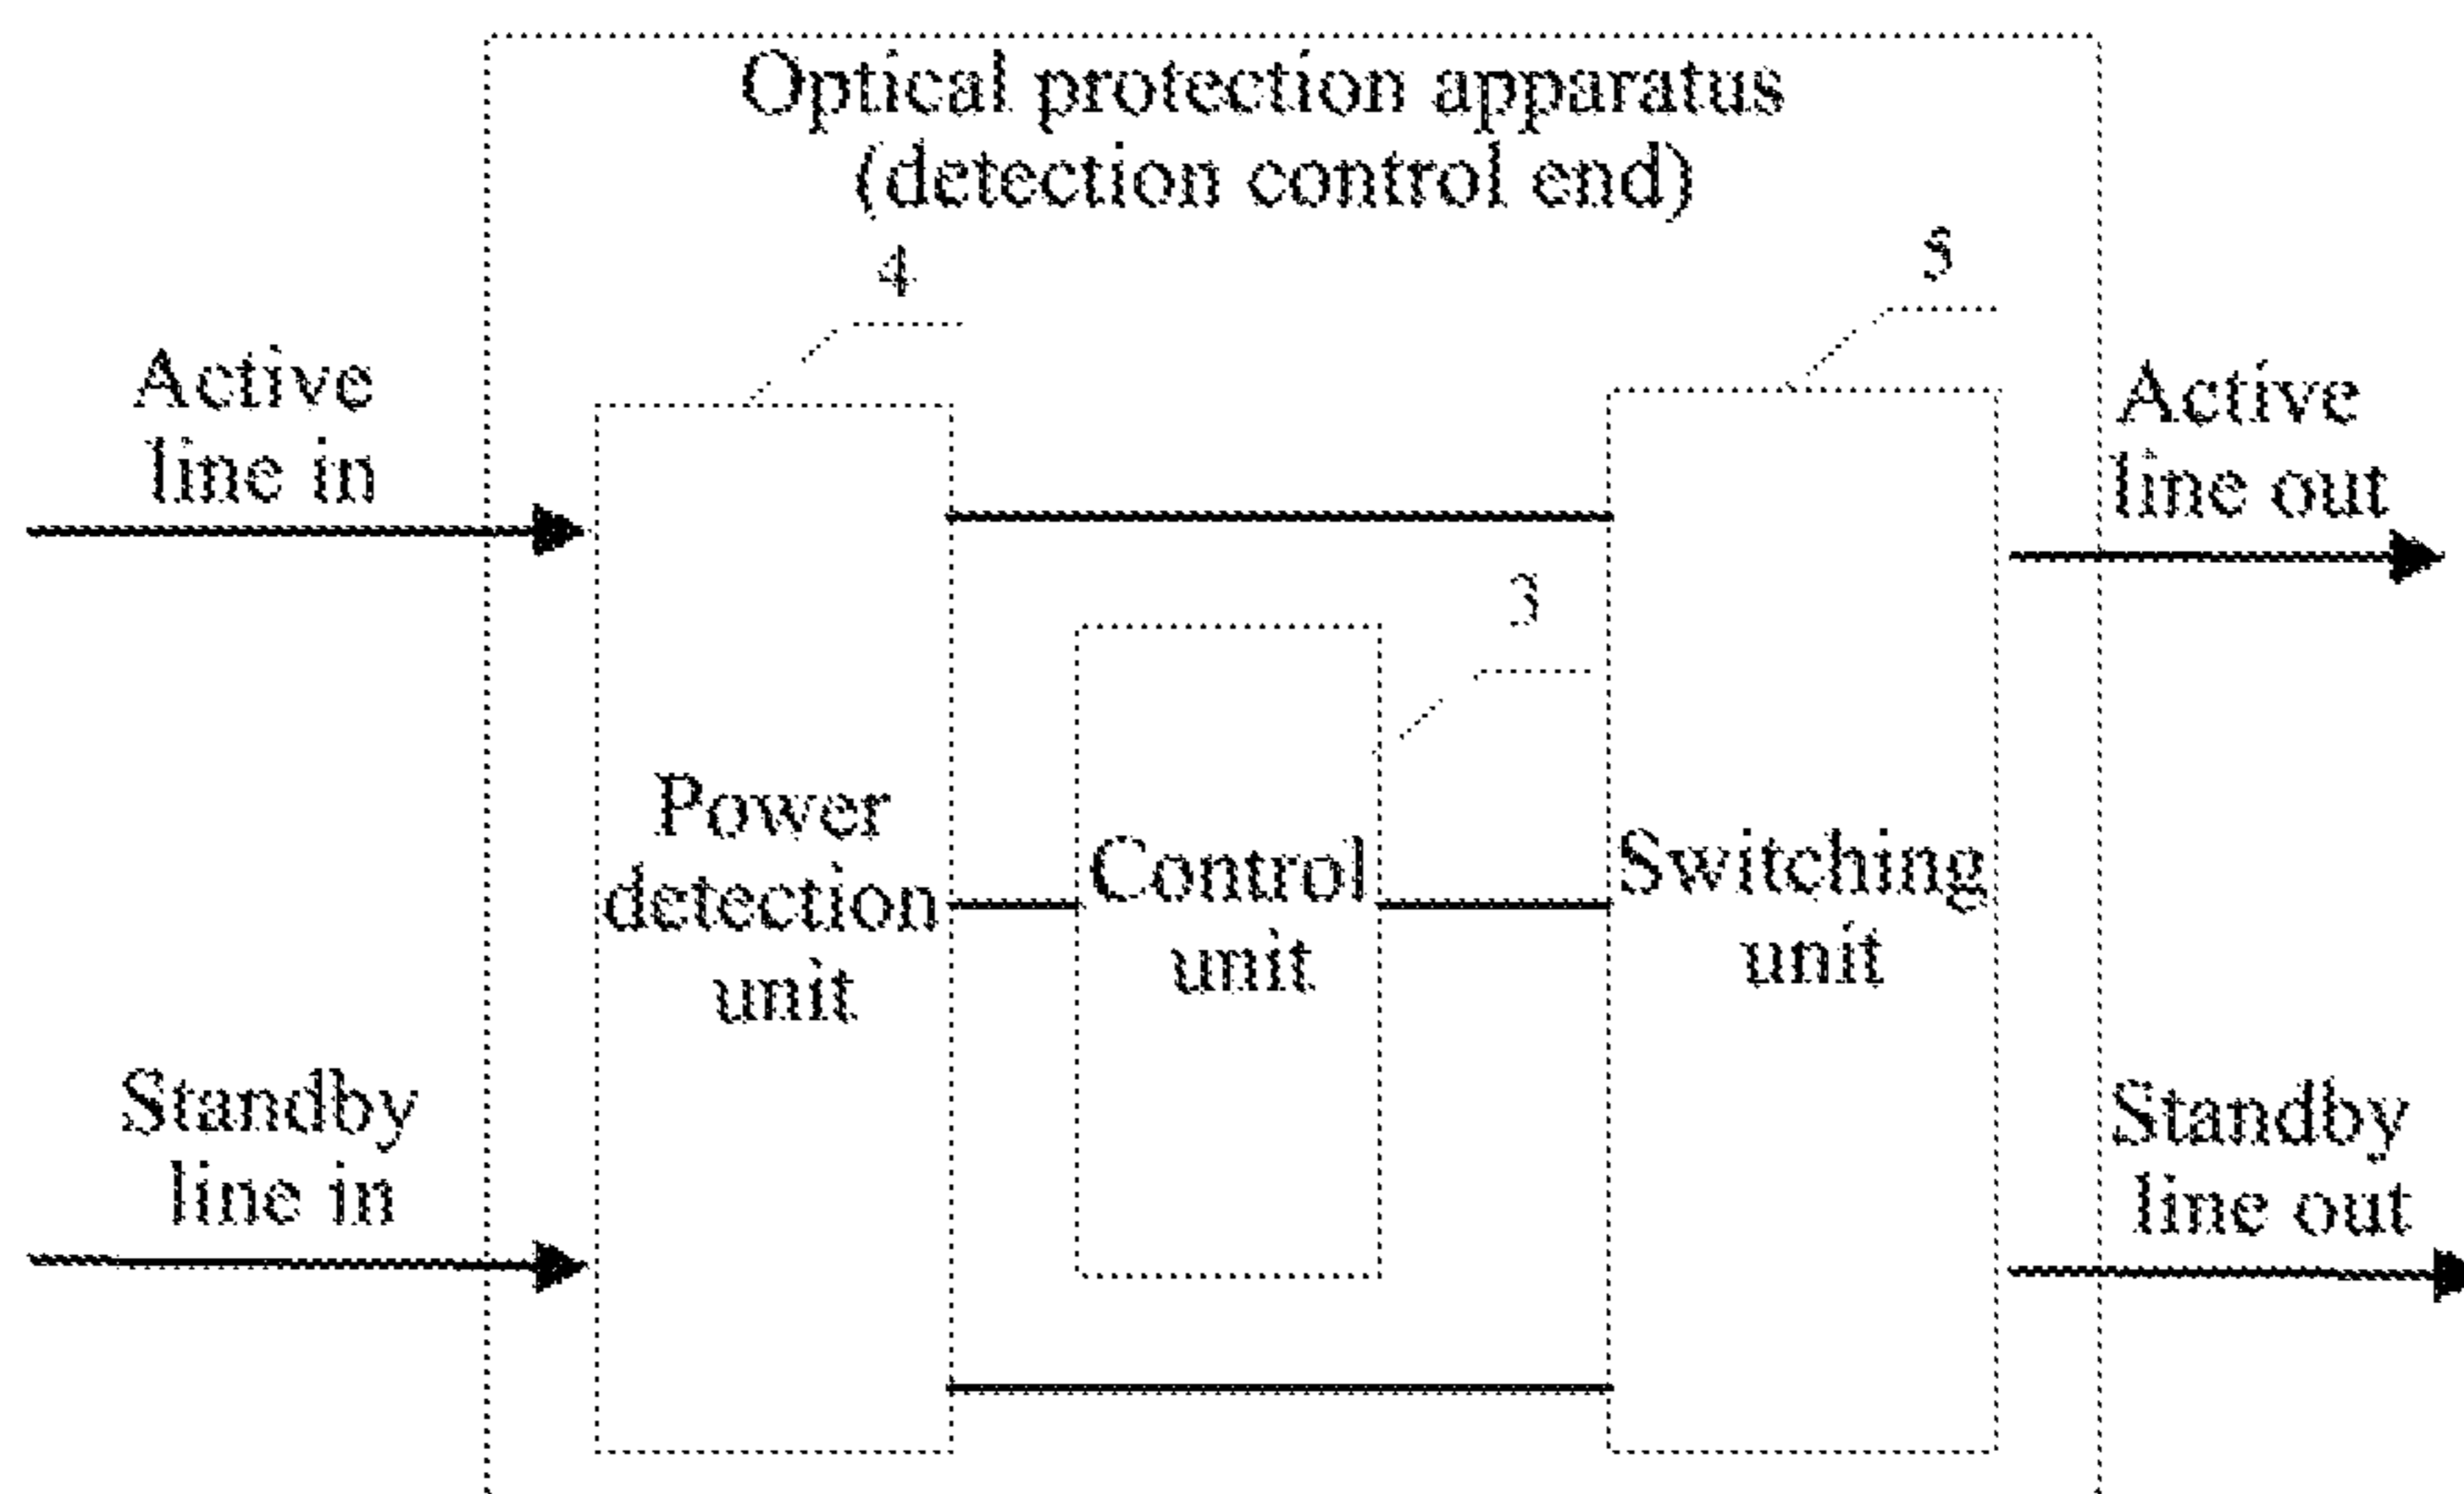 Optical protection apparatus
(detection control end)
4
5
Active
line in
Active
line out
3
Power
detection
unit
Control
unit
Switching
unit
Standby
line in
Standby
line out